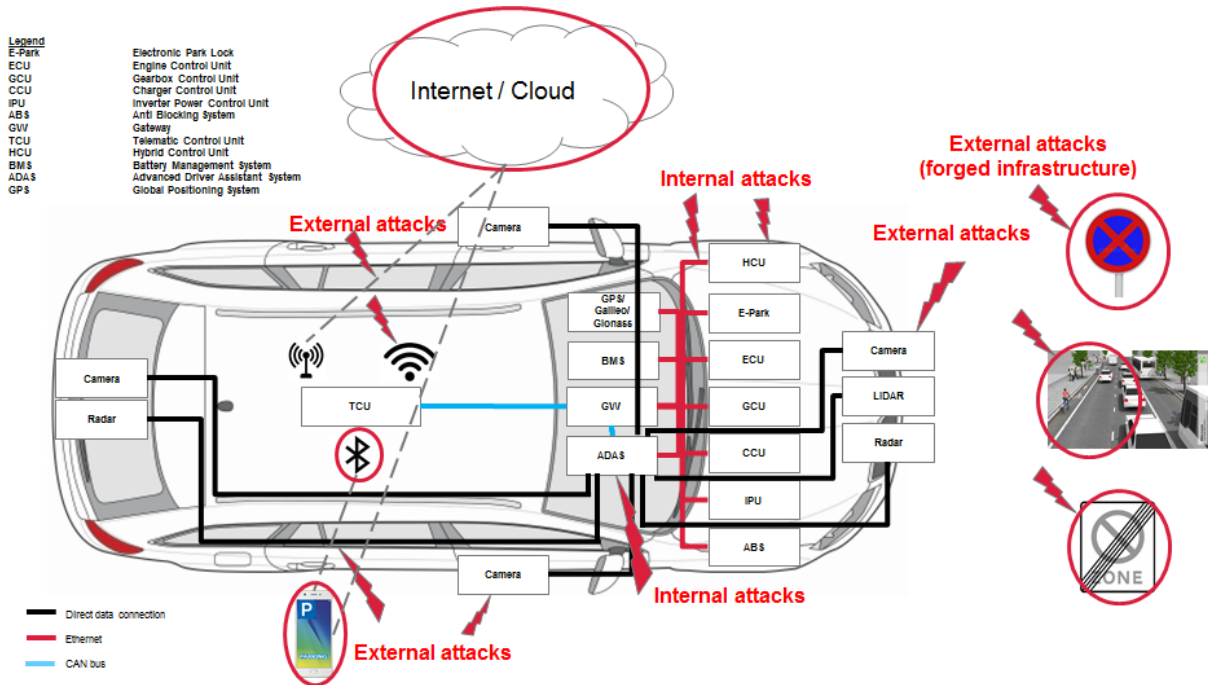 Legend
E-Park Electronic Park Lock
ECU Engine Control Unit
GCU Gearbox Control Unit
CCU Charger Control Unit
IPU Inverter Power Control Unit
ABS Anti Blocking System
GW Gateway
TCU Telematic Control Unit
HCU Hybrid Control Unit
BMS Battery Management System
ADAS Advanced Driver Assistant System
GPS Global Positioning System
Internet / Cloud
External attacks
(forged infrastructure)
Internal attacks
External attacks
Camera
External attacks
HCU
GPS/
Galileo/
Glonass
E-Park
Camera
BMS
ECU
Camera
LIDAR
TCU
GW
GCU
Radar
Radar
ADAS
CCU
IPU
ABS
Camera
ZONE
Internal attacks
P
PARKING
External attacks
Direct data connection
Ethernet
CAN bus